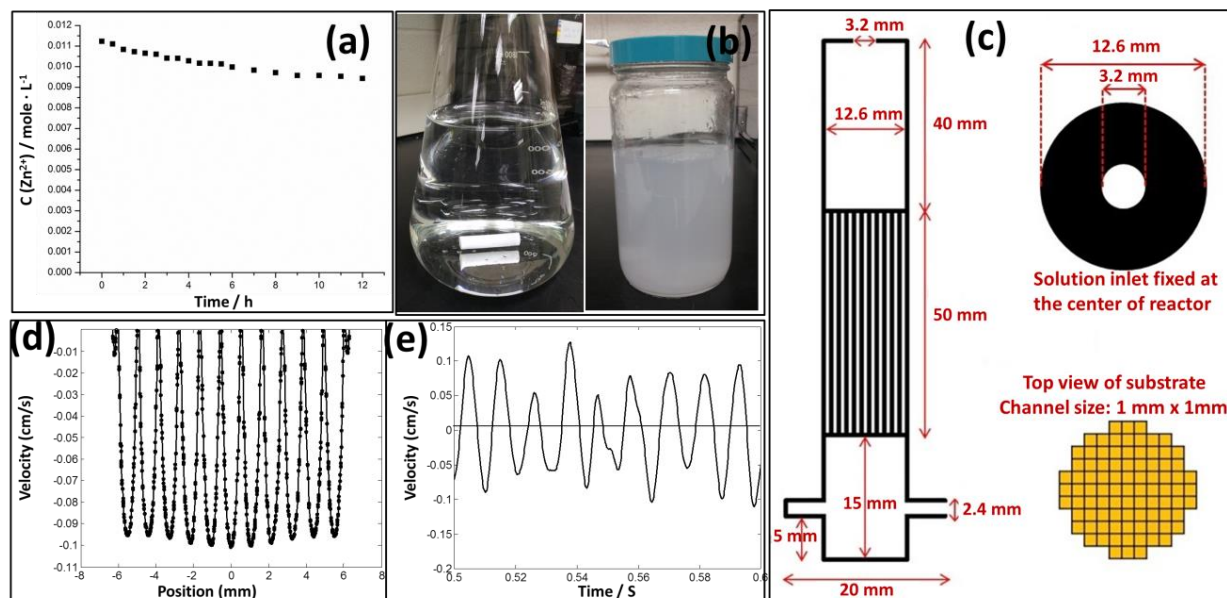 (a)
0.012
0.011
0.010
0.009
0.008
0.007
0.006
0.005
0.004
0.003
0.002
0.001
0.000
C (Zn²⁺) / mole · L⁻¹
0 2 4 6 8 10 12
Time / h
(b)
(c)
3.2 mm
12.6 mm
40 mm
50 mm
15 mm
5 mm
2.4 mm
20 mm
12.6 mm
3.2 mm
Solution inlet fixed at
the center of reactor
Top view of substrate
Channel size: 1 mm x 1mm
(d)
-0.01
-0.02
-0.03
-0.04
-0.05
-0.06
-0.07
-0.08
-0.09
-0.1
-0.11
Velocity (cm/s)
-8 -6 -4 -2 0 2 4 6 8
Position (mm)
(e)
0.15
0.1
0.05
0
-0.05
-0.1
-0.15
-0.2
Velocity (cm/s)
0.5 0.52 0.54 0.56 0.58 0.6
Time / S